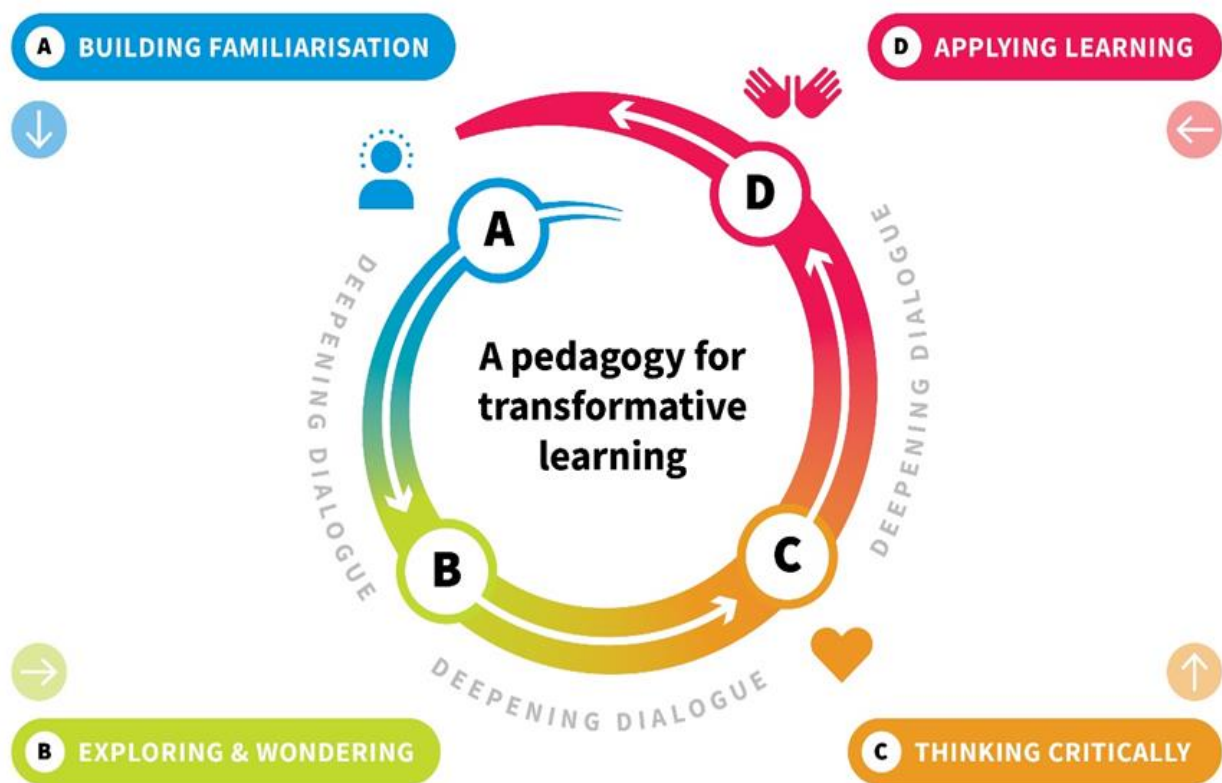 A BUILDING FAMILIARISATION
D APPLYING LEARNING
A
D
DEEPENING DIALOGUE
DEEPENING DIALOGUE
A pedagogy for
transformative
learning
B
C
DEEPENING DIALOGUE
B EXPLORING & WONDERING
C THINKING CRITICALLY